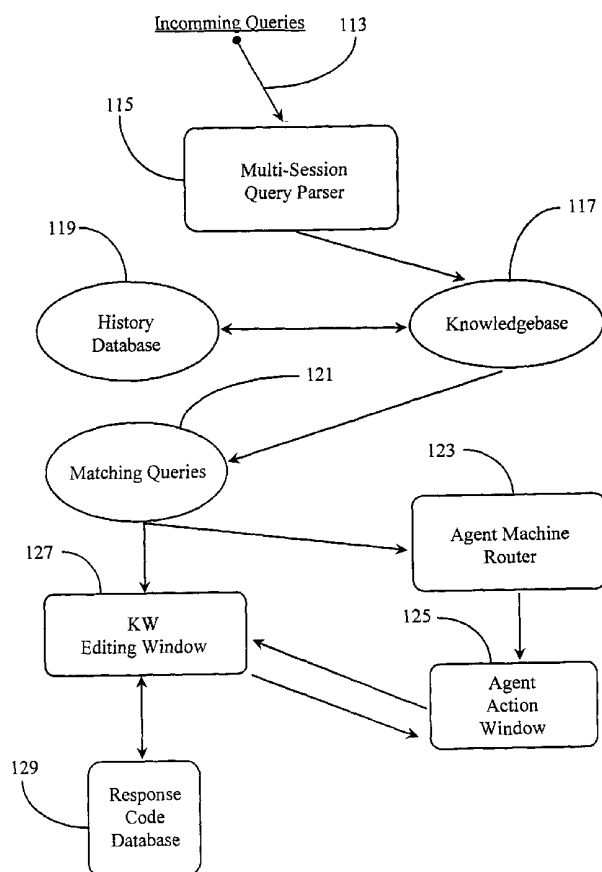 Incomming Queries
113
115
Multi-Session
Query Parser
117
119
History
Database
Knowledgebase
121
Matching Queries
123
Agent Machine
Router
127
KW
Editing Window
125
Agent
Action
Window
129
Response
Code
Database